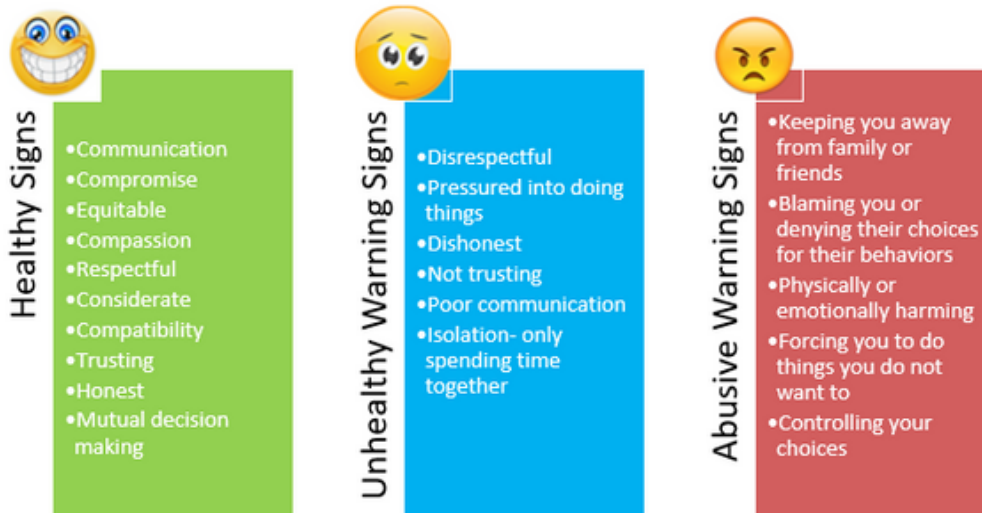 Healthy Signs
•Communication
•Compromise
•Equitable
•Compassion
•Respectful
•Considerate
•Compatibility
•Trusting
•Honest
•Mutual decision
making
Unhealthy Warning Signs
•Disrespectful
•Pressured into doing
things
•Dishonest
•Not trusting
•Poor communication
•Isolation- only
spending time
together
Abusive Warning Signs
•Keeping you away
from family or
friends
•Blaming you or
denying their choices
for their behaviors
•Physically or
emotionally harming
•Forcing you to do
things you do not
want to
•Controlling your
choices